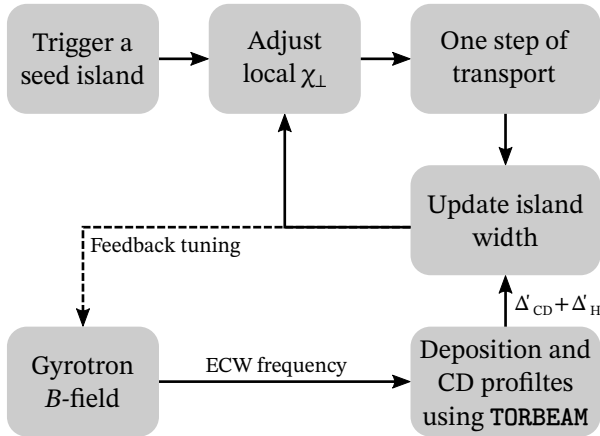 Trigger a
seed island
Adjust
local χ⊥
One step of
transport
Update island
width
Feedback tuning
Δ′CD + Δ′H
Gyrotron
B-field
ECW frequency
Deposition and
CD profiltes
using TORBEAM